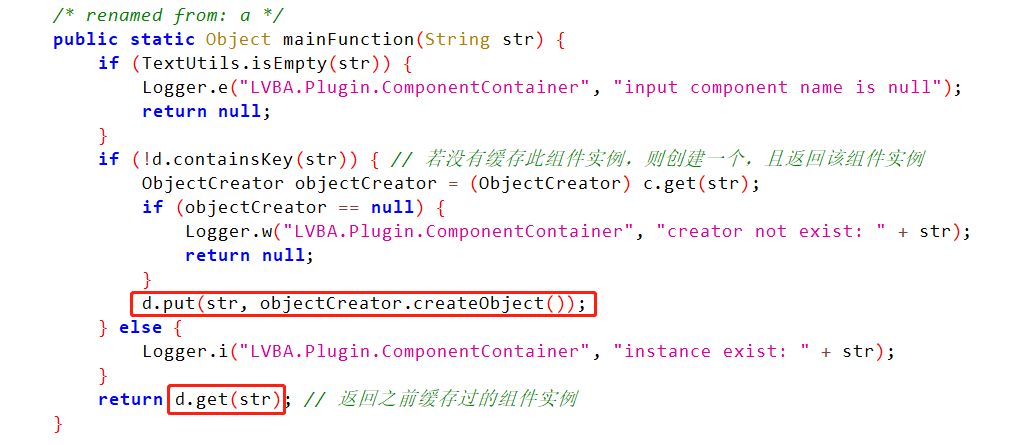 /* renamed from: a */
public static Object mainFunction(String str) {
    if (TextUtils.isEmpty(str)) {
        Logger.e("LVBA.Plugin.ComponentContainer", "input component name is null");
        return null;
    }
    if (!d.containsKey(str)) { // 若没有缓存此组件实例，则创建一个，且返回该组件实例
        ObjectCreator objectCreator = (ObjectCreator) c.get(str);
        if (objectCreator == null) {
            Logger.w("LVBA.Plugin.ComponentContainer", "creator not exist: " + str);
            return null;
        }
        d.put(str, objectCreator.createObject());
    } else {
        Logger.i("LVBA.Plugin.ComponentContainer", "instance exist: " + str);
    }
    return d.get(str); // 返回之前缓存过的组件实例
}